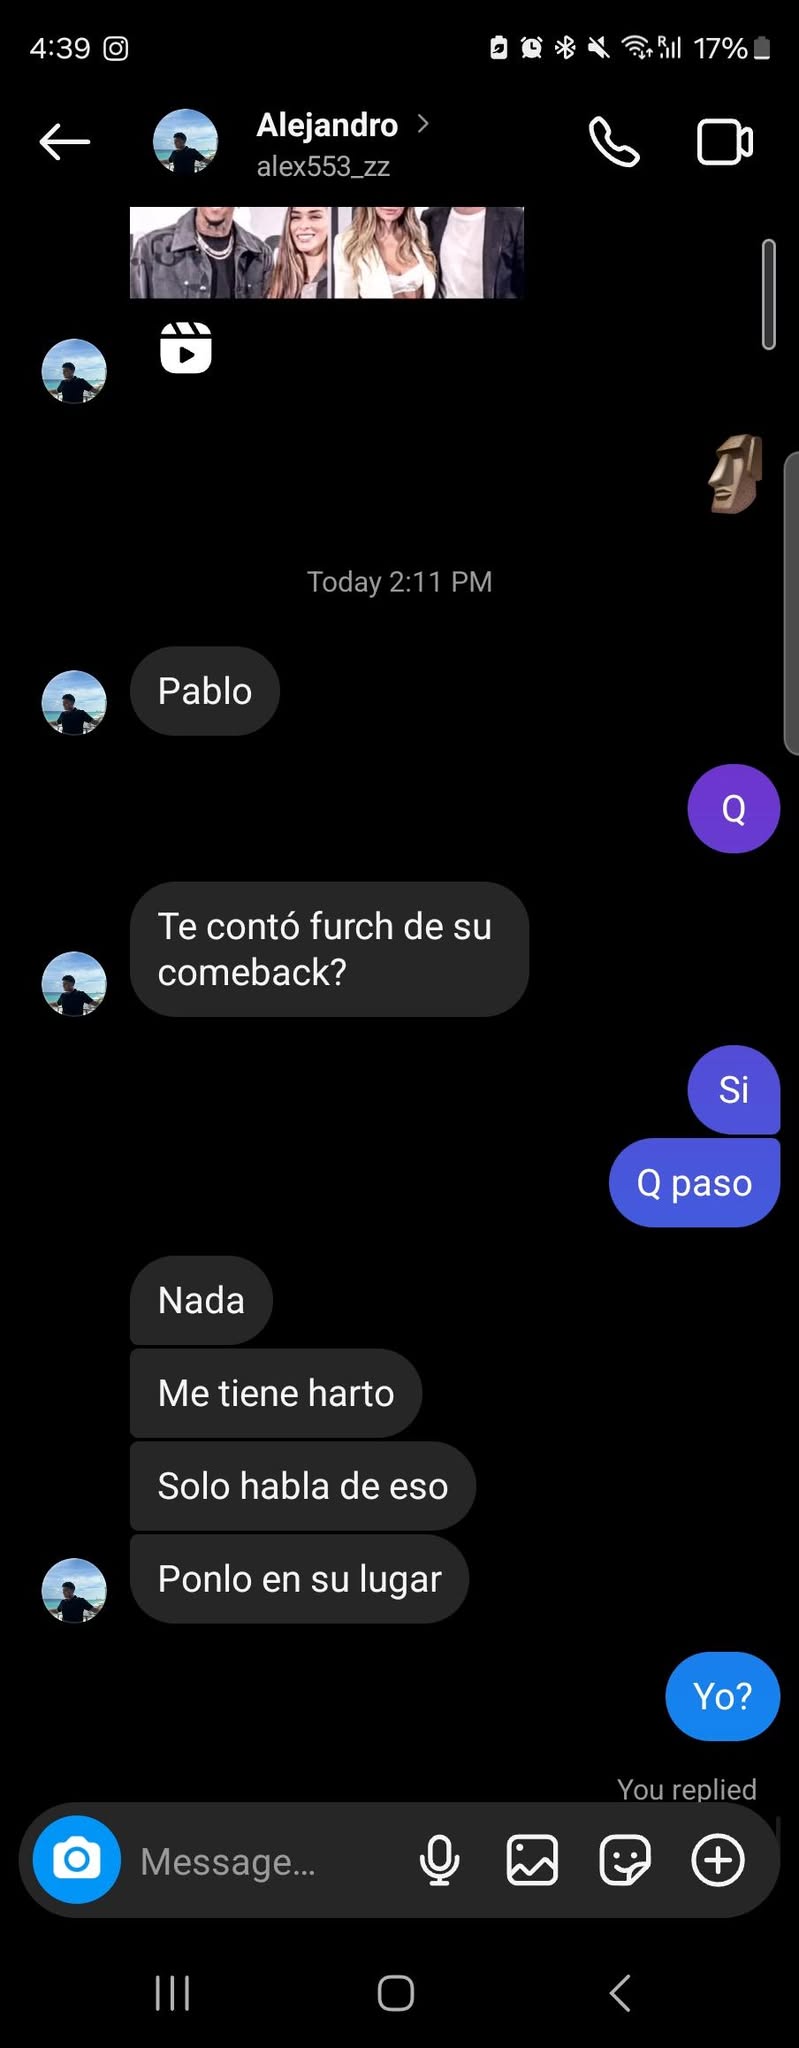 4:39
R
17%
Alejandro
alex553_zz
Today 2:11 PM
Pablo
Q
Te contó furch de su
comeback?
Si
Q paso
Nada
Me tiene harto
Solo habla de eso
Ponlo en su lugar
Yo?
You replied
Message...